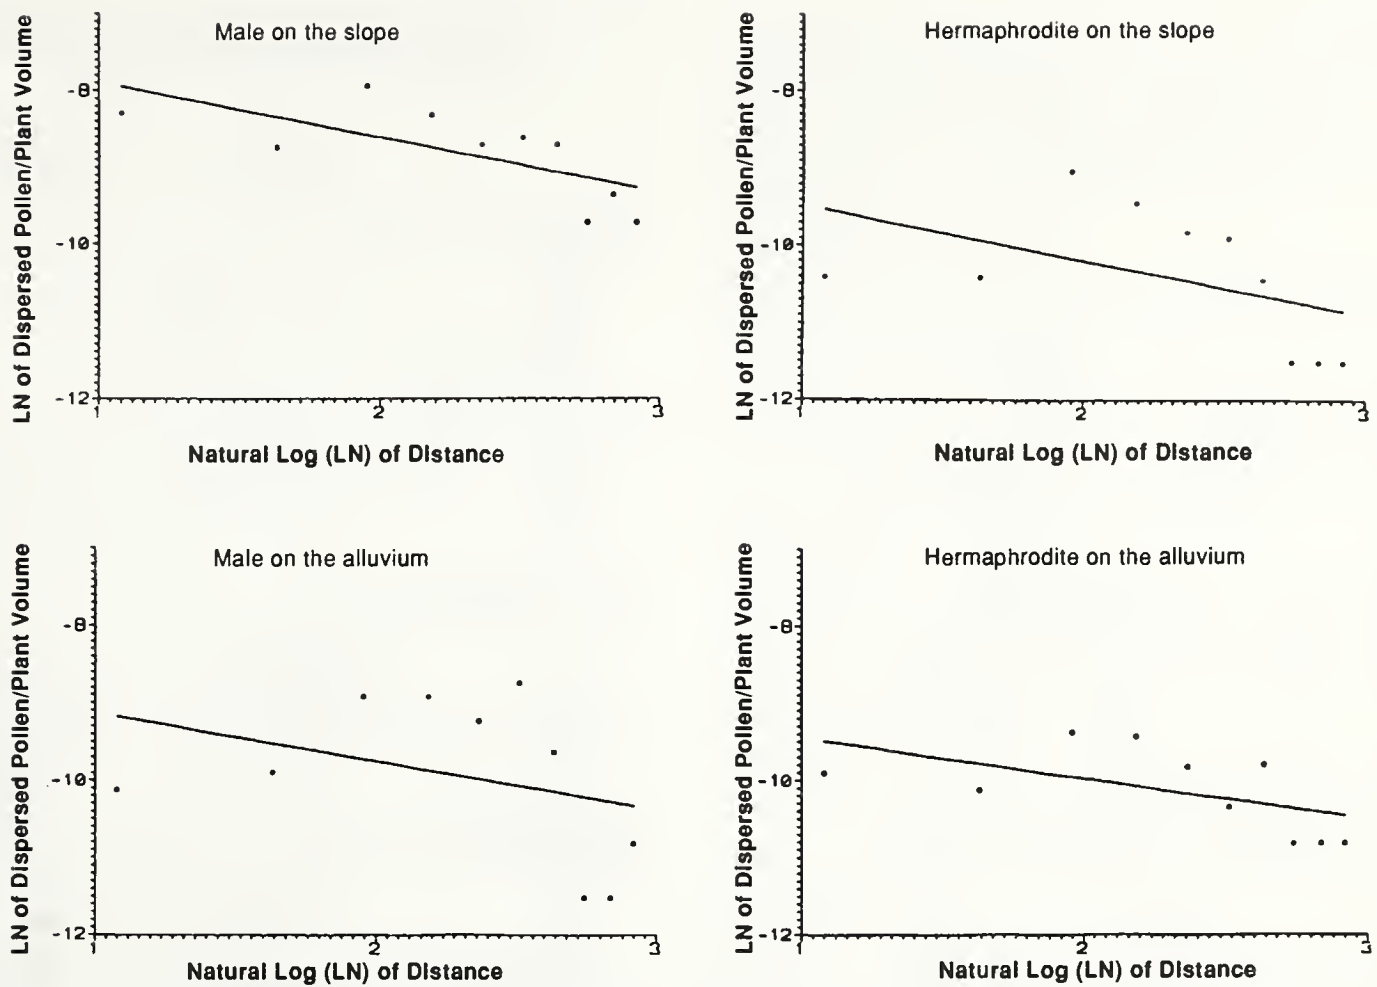 Male on the slope
LN of Dispersed Pollen/Plant Volume
-8
-10
-12
1 2 3
Natural Log (LN) of Distance
Hermaphrodite on the slope
LN of Dispersed Pollen/Plant Volume
-8
-10
-12
1 2 3
Natural Log (LN) of Distance
Male on the alluvium
LN of Dispersed Pollen/Plant Volume
-8
-10
-12
1 2 3
Natural Log (LN) of Distance
Hermaphrodite on the alluvium
LN of Dispersed Pollen/Plant Volume
-8
-10
-12
1 2 3
Natural Log (LN) of Distance